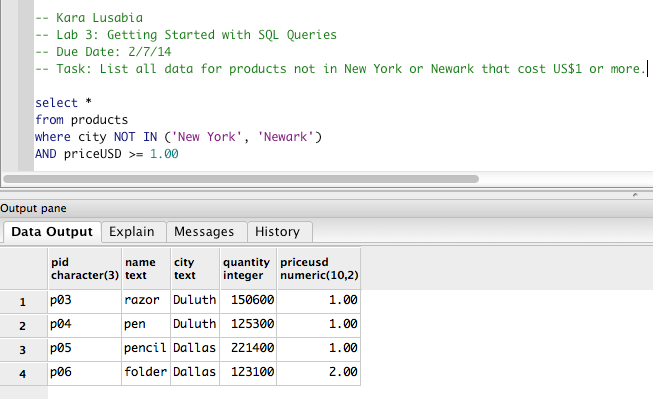 -- Kara Lusabia
-- Lab 3: Getting Started with SQL Queries
-- Due Date: 2/7/14
-- Task: List all data for products not in New York or Newark that cost US$1 or more.
select *
from products
where city NOT IN ('New York', 'Newark')
AND priceUSD >= 1.00
Output pane
Data Output Explain Messages History
pid name city quantity priceusd
character(3) text text integer numeric(10,2)
1 p03 razor Duluth 150600 1.00
2 p04 pen Duluth 125300 1.00
3 p05 pencil Dallas 221400 1.00
4 p06 folder Dallas 123100 2.00